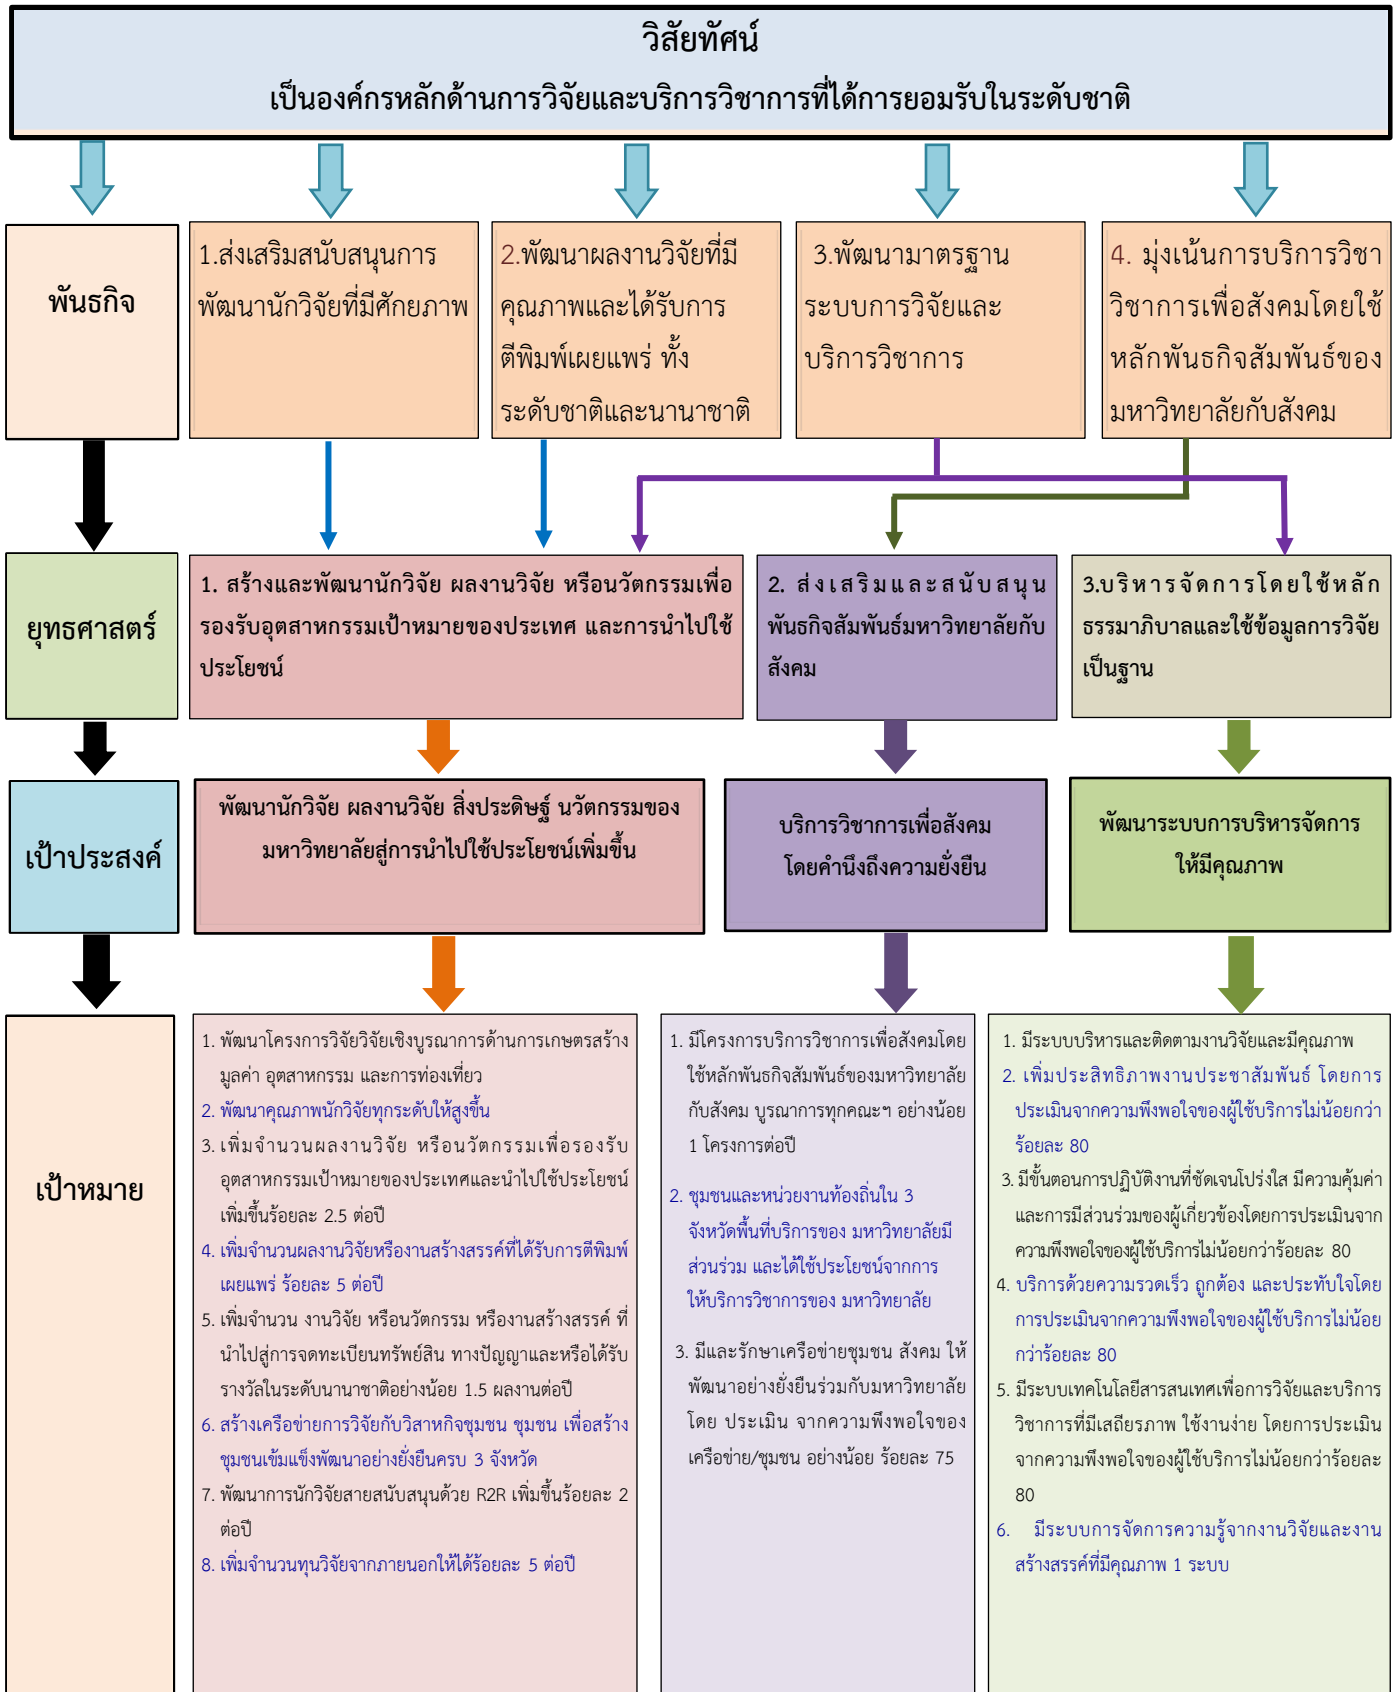 วิสัยทัศน์
เป็นองค์กรหลักด้านการวิจัยและบริการวิชาการที่ได้การยอมรับในระดับชาติ
พันธกิจ
1.ส่งเสริมสนับสนุนการ
พัฒนานักวิจัยที่มีศักยภาพ
2.พัฒนาผลงานวิจัยที่มี
คุณภาพและได้รับการ
ตีพิมพ์เผยแพร่ ทั้ง
ระดับชาติและนานาชาติ
3.พัฒนามาตรฐาน
ระบบการวิจัยและ
บริการวิชาการ
4. มุ่งเน้นการบริการวิชา
วิชาการเพื่อสังคมโดยใช้
หลักพันธกิจสัมพันธ์ของ
มหาวิทยาลัยกับสังคม
ยุทธศาสตร์
1. สร้างและพัฒนานักวิจัย ผลงานวิจัย หรือนวัตกรรมเพื่อ
รองรับอุตสาหกรรมเป้าหมายของประเทศ และการนำไปใช้
ประโยชน์
2. ส่งเสริมและสนับสนุน
พันธกิจสัมพันธ์มหาวิทยาลัยกับ
สังคม
3.บริหารจัดการโดยใช้หลัก
ธรรมาภิบาลและใช้ข้อมูลการวิจัย
เป็นฐาน
เป้าประสงค์
พัฒนานักวิจัย ผลงานวิจัย สิ่งประดิษฐ์ นวัตกรรมของ
มหาวิทยาลัยสู่การนำไปใช้ประโยชน์เพิ่มขึ้น
บริการวิชาการเพื่อสังคม
โดยคำนึงถึงความยั่งยืน
พัฒนาระบบการบริหารจัดการ
ให้มีคุณภาพ
เป้าหมาย
1. พัฒนาโครงการวิจัยวิจัยเชิงบูรณาการด้านการเกษตรสร้าง
มูลค่า อุตสาหกรรม และการท่องเที่ยว
2. พัฒนาคุณภาพนักวิจัยทุกระดับให้สูงขึ้น
3. เพิ่มจำนวนผลงานวิจัย หรือนวัตกรรมเพื่อรองรับ
อุตสาหกรรมเป้าหมายของประเทศและนำไปใช้ประโยชน์
เพิ่มขึ้นร้อยละ 2.5 ต่อปี
4. เพิ่มจำนวนผลงานวิจัยหรืองานสร้างสรรค์ที่ได้รับการตีพิมพ์
เผยแพร่ ร้อยละ 5 ต่อปี
5. เพิ่มจำนวน งานวิจัย หรือนวัตกรรม หรืองานสร้างสรรค์ ที่
นำไปสู่การจดทะเบียนทรัพย์สิน ทางปัญญาและหรือได้รับ
รางวัลในระดับนานาชาติอย่างน้อย 1.5 ผลงานต่อปี
6. สร้างเครือข่ายการวิจัยกับวิสาหกิจชุมชน ชุมชน เพื่อสร้าง
ชุมชนเข้มแข็งพัฒนาอย่างยั่งยืนครบ 3 จังหวัด
7. พัฒนาการนักวิจัยสายสนับสนุนด้วย R2R เพิ่มขึ้นร้อยละ 2
ต่อปี
8. เพิ่มจำนวนทุนวิจัยจากภายนอกให้ได้ร้อยละ 5 ต่อปี
1. มีโครงการบริการวิชาการเพื่อสังคมโดย
ใช้หลักพันธกิจสัมพันธ์ของมหาวิทยาลัย
กับสังคม บูรณาการทุกคณะฯ อย่างน้อย
1 โครงการต่อปี
2. ชุมชนและหน่วยงานท้องถิ่นใน 3
จังหวัดพื้นที่บริการของ มหาวิทยาลัยมี
ส่วนร่วม และได้ใช้ประโยชน์จากการ
ให้บริการวิชาการของ มหาวิทยาลัย
3. มีและรักษาเครือข่ายชุมชน สังคม ให้
พัฒนาอย่างยั่งยืนร่วมกับมหาวิทยาลัย
โดย ประเมิน จากความพึงพอใจของ
เครือข่าย/ชุมชน อย่างน้อย ร้อยละ 75
1. มีระบบบริหารและติดตามงานวิจัยและมีคุณภาพ
2. เพิ่มประสิทธิภาพงานประชาสัมพันธ์ โดยการ
ประเมินจากความพึงพอใจของผู้ใช้บริการไม่น้อยกว่า
ร้อยละ 80
3. มีขั้นตอนการปฏิบัติงานที่ชัดเจนโปร่งใส มีความคุ้มค่า
และการมีส่วนร่วมของผู้เกี่ยวข้องโดยการประเมินจาก
ความพึงพอใจของผู้ใช้บริการไม่น้อยกว่าร้อยละ 80
4. บริการด้วยความรวดเร็ว ถูกต้อง และประทับใจโดย
การประเมินจากความพึงพอใจของผู้ใช้บริการไม่น้อย
กว่าร้อยละ 80
5. มีระบบเทคโนโลยีสารสนเทศเพื่อการวิจัยและบริการ
วิชาการที่มีเสถียรภาพ ใช้งานง่าย โดยการประเมิน
จากความพึงพอใจของผู้ใช้บริการไม่น้อยกว่าร้อยละ
80
6. มีระบบการจัดการความรู้จากงานวิจัยและงาน
สร้างสรรค์ที่มีคุณภาพ 1 ระบบ